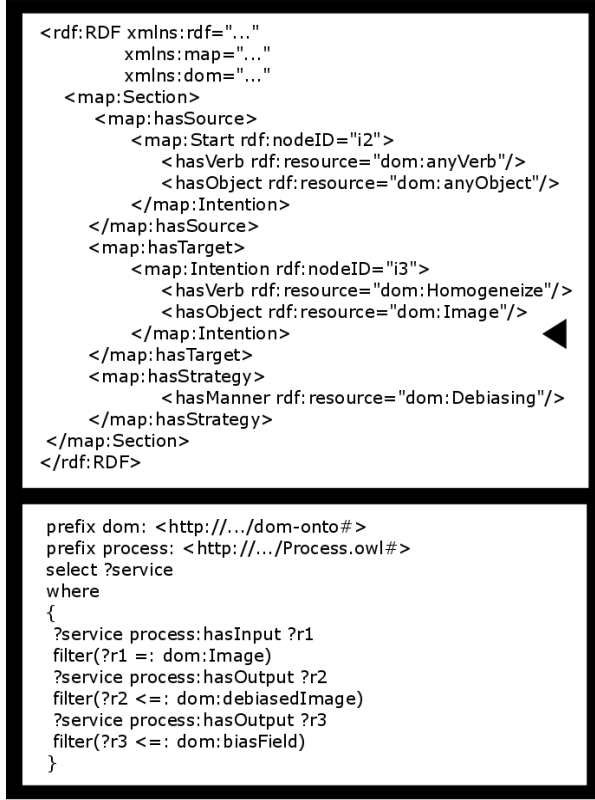 <rdf:RDF xmlns:rdf="..."
xmlns:map="..."
xmlns:dom="..."
<map:Section>
<map:hasSource>
<map:Start rdf:nodeID="i2">
<hasVerb rdf:resource="dom:anyVerb"/>
<hasObject rdf:resource="dom:anyObject"/>
</map:Intention>
</map:hasSource>
<map:hasTarget>
<map:Intention rdf:nodeID="i3">
<hasVerb rdf:resource="dom:Homogeneize"/>
<hasObject rdf:resource="dom:Image"/>
</map:Intention>
</map:hasTarget>
<map:hasStrategy>
<hasManner rdf:resource="dom:Debiasing"/>
</map:hasStrategy>
</map:Section>
</rdf:RDF>
prefix dom: <http://.../dom-onto#>
prefix process: <http://.../Process.owl#>
select ?service
where
{
?service process:hasInput ?r1
filter(?r1 =: dom:Image)
?service process:hasOutput ?r2
filter(?r2 <=: dom:debiasedImage)
?service process:hasOutput ?r3
filter(?r3 <=: dom:biasField)
}